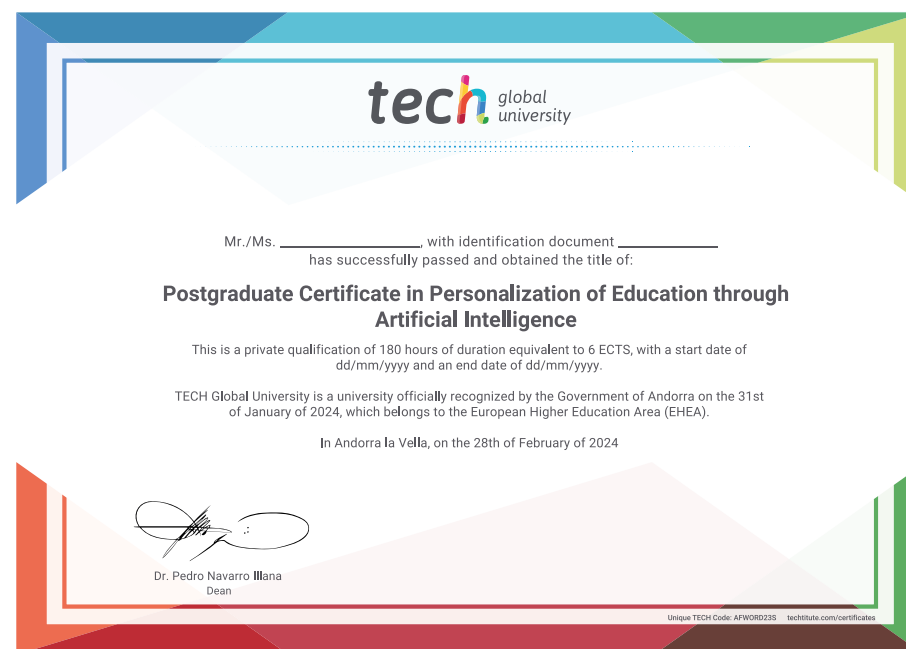 tech global
university
Mr./Ms. ____________________, with identification document ______________
has successfully passed and obtained the title of:
Postgraduate Certificate in Personalization of Education through
Artificial Intelligence
This is a private qualification of 180 hours of duration equivalent to 6 ECTS, with a start date of
dd/mm/yyyy and an end date of dd/mm/yyyy.
TECH Global University is a university officially recognized by the Government of Andorra on the 31st
of January of 2024, which belongs to the European Higher Education Area (EHEA).
In Andorra la Vella, on the 28th of February of 2024
Dr. Pedro Navarro Illana
Dean
Unique TECH Code: AFWORD23S techtitute.com/certificates